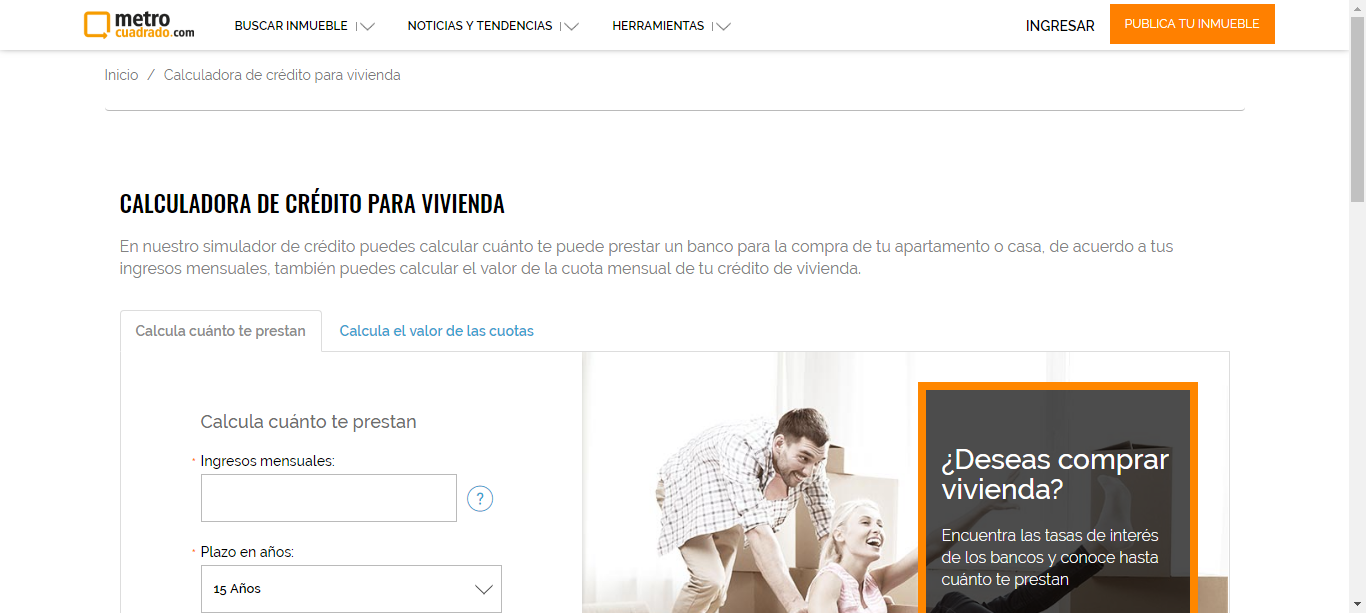 metro
cuadrado.com
BUSCAR INMUEBLE
NOTICIAS Y TENDENCIAS
HERRAMIENTAS
INGRESAR
PUBLICA TU INMUEBLE
Inicio / Calculadora de crédito para vivienda
CALCULADORA DE CRÉDITO PARA VIVIENDA
En nuestro simulador de crédito puedes calcular cuánto te puede prestar un banco para la compra de tu apartamento o casa, de acuerdo a tus
ingresos mensuales, también puedes calcular el valor de la cuota mensual de tu crédito de vivienda.
Calcula cuánto te prestan
Calcula el valor de las cuotas
Calcula cuánto te prestan
* Ingresos mensuales:
?
* Plazo en años:
15 Años
¿Deseas comprar
vivienda?
Encuentra las tasas de interés
de los bancos y conoce hasta
cuánto te prestan